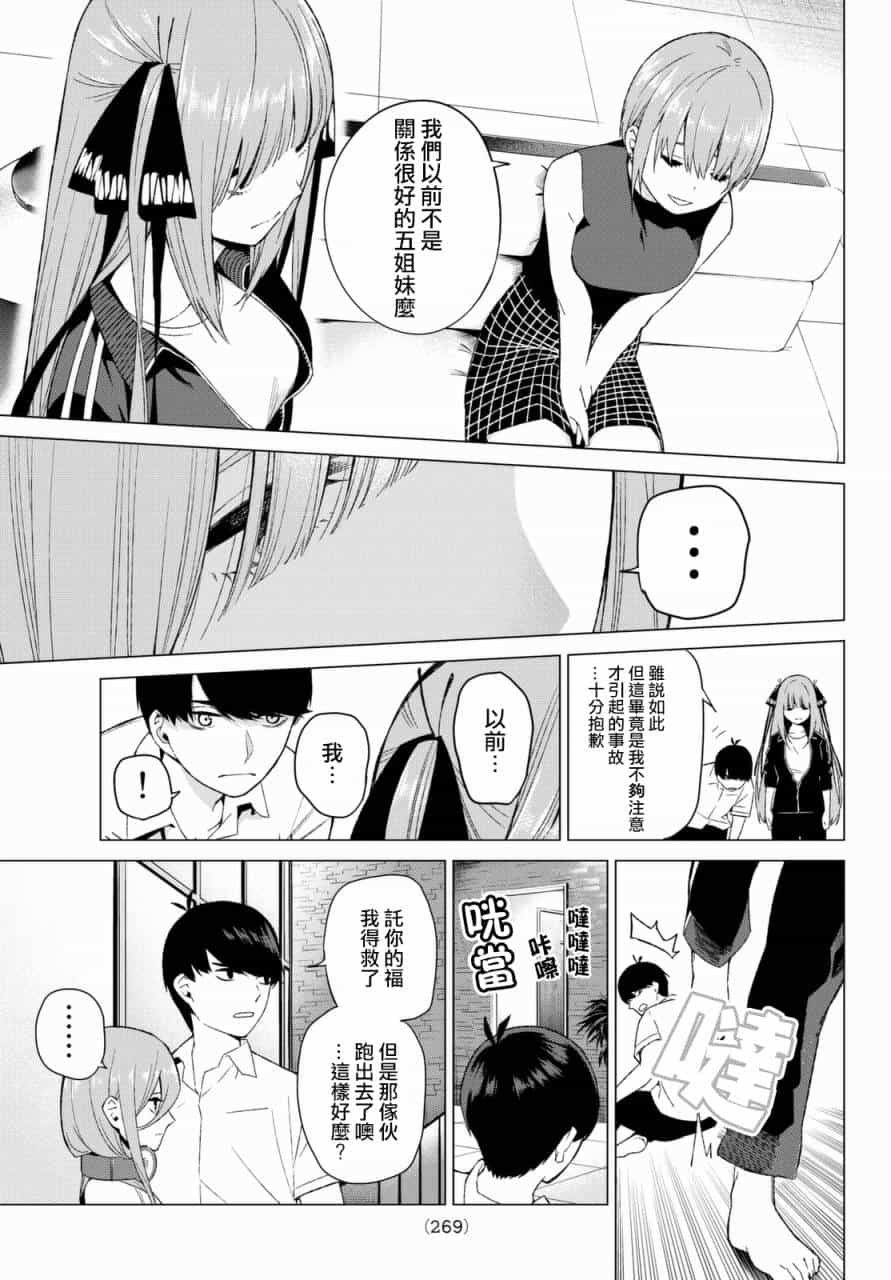 我們以前不是
關係很好的五姐妹麼
…
雖說如此
但這畢竟是我不夠注意
才引起的事故
…十分抱歉
以前…
我…
！
噠
噠噠噠
咔嚓
咣當
託你的福
我得救了
但是那傢伙
跑出去了噢
…這樣好麼？
……
（269）